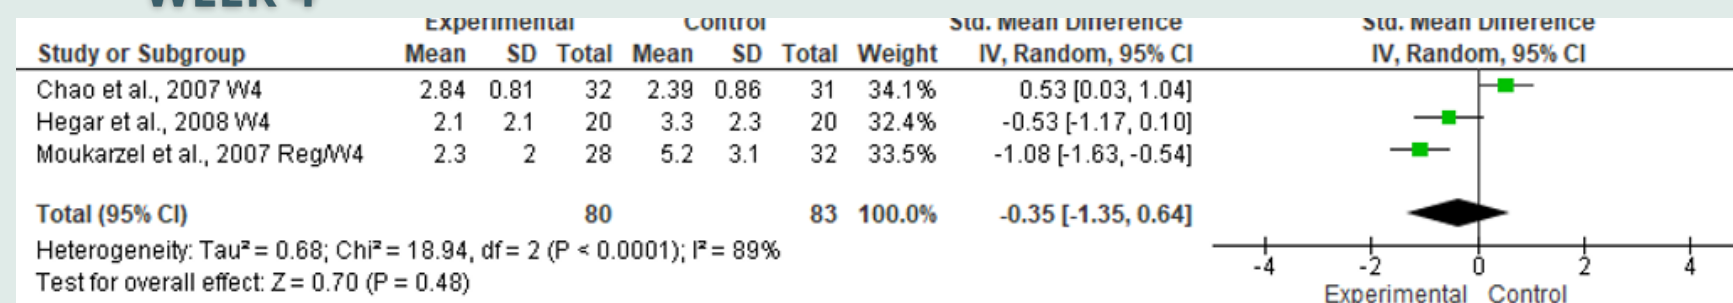 WEEK 4
Experimental Control Std. Mean Difference Std. Mean Difference
Study or Subgroup Mean SD Total Mean SD Total Weight IV, Random, 95% CI IV, Random, 95% CI
Chao et al., 2007 W4 2.84 0.81 32 2.39 0.86 31 34.1% 0.53 [0.03, 1.04]
Hegar et al., 2008 W4 2.1 2.1 20 3.3 2.3 20 32.4% -0.53 [-1.17, 0.10]
Moukarzel et al., 2007 Reg/W4 2.3 2 28 5.2 3.1 32 33.5% -1.08 [-1.63, -0.54]
Total (95% CI) 80 83 100.0% -0.35 [-1.35, 0.64]
Heterogeneity: Tau² = 0.68; Chi² = 18.94, df = 2 (P < 0.0001); I² = 89%
Test for overall effect: Z = 0.70 (P = 0.48)
-4 -2 0 2 4
Experimental Control